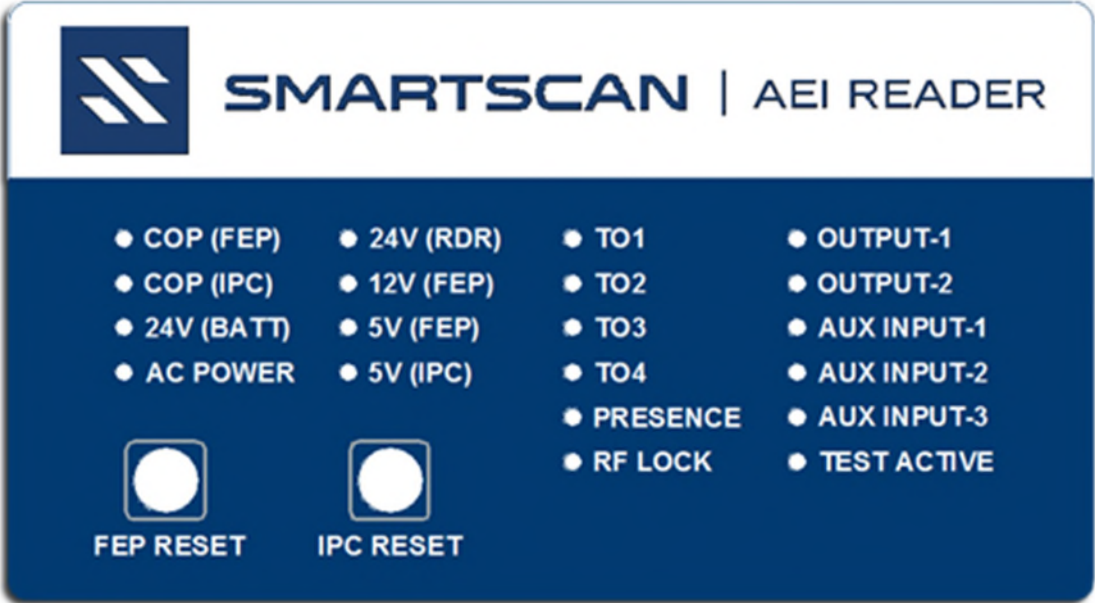 SMARTSCAN | AEI READER
COP (FEP)
COP (IPC)
24V (BATT)
AC POWER
24V (RDR)
12V (FEP)
5V (FEP)
5V (IPC)
TO1
TO2
TO3
TO4
PRESENCE
RF LOCK
OUTPUT-1
OUTPUT-2
AUX INPUT-1
AUX INPUT-2
AUX INPUT-3
TEST ACTIVE
FEP RESET
IPC RESET